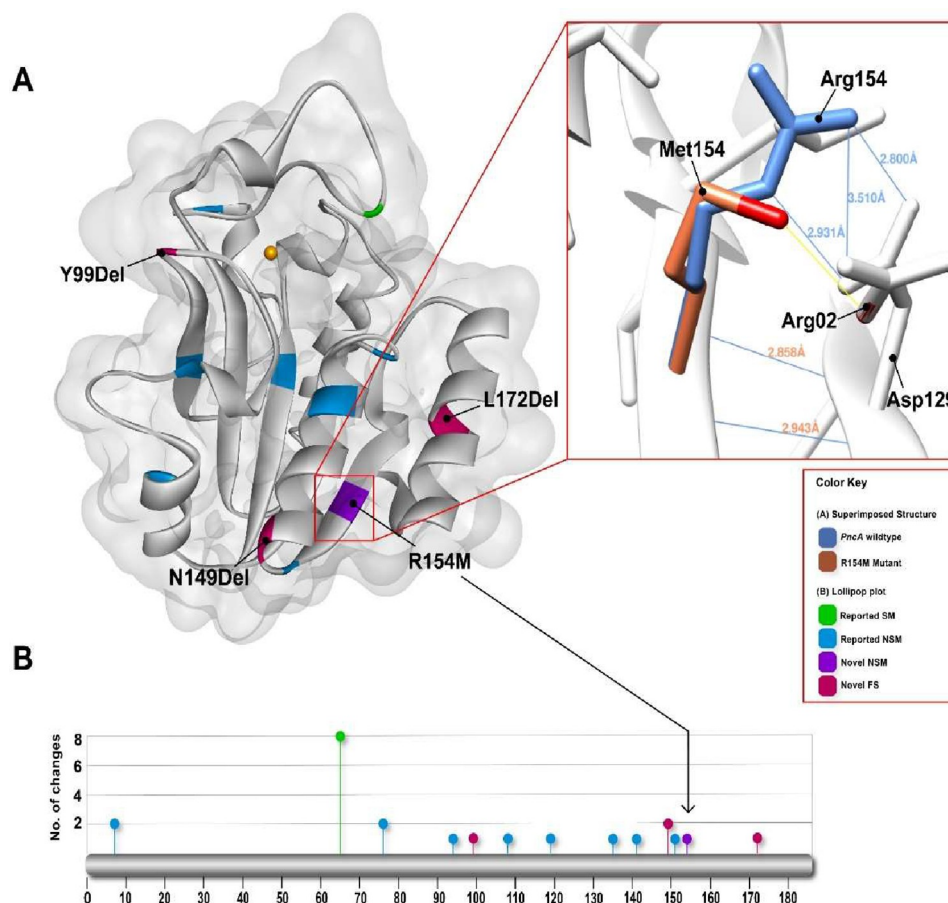 A
Y99Del
L172Del
N149Del
R154M
Arg154
Met154
2.800Å
3.510Å
2.931Å
Arg02
2.858Å
Asp129
2.943Å
Color Key
(A) Superimposed Structure
PncA wildtype
R154M Mutant
(B) Lollipop plot
Reported SM
Reported NSM
Novel NSM
Novel FS
B
No. of changes
8
6
4
2
0 10 20 30 40 50 60 70 80 90 100 110 120 130 140 150 160 170 180